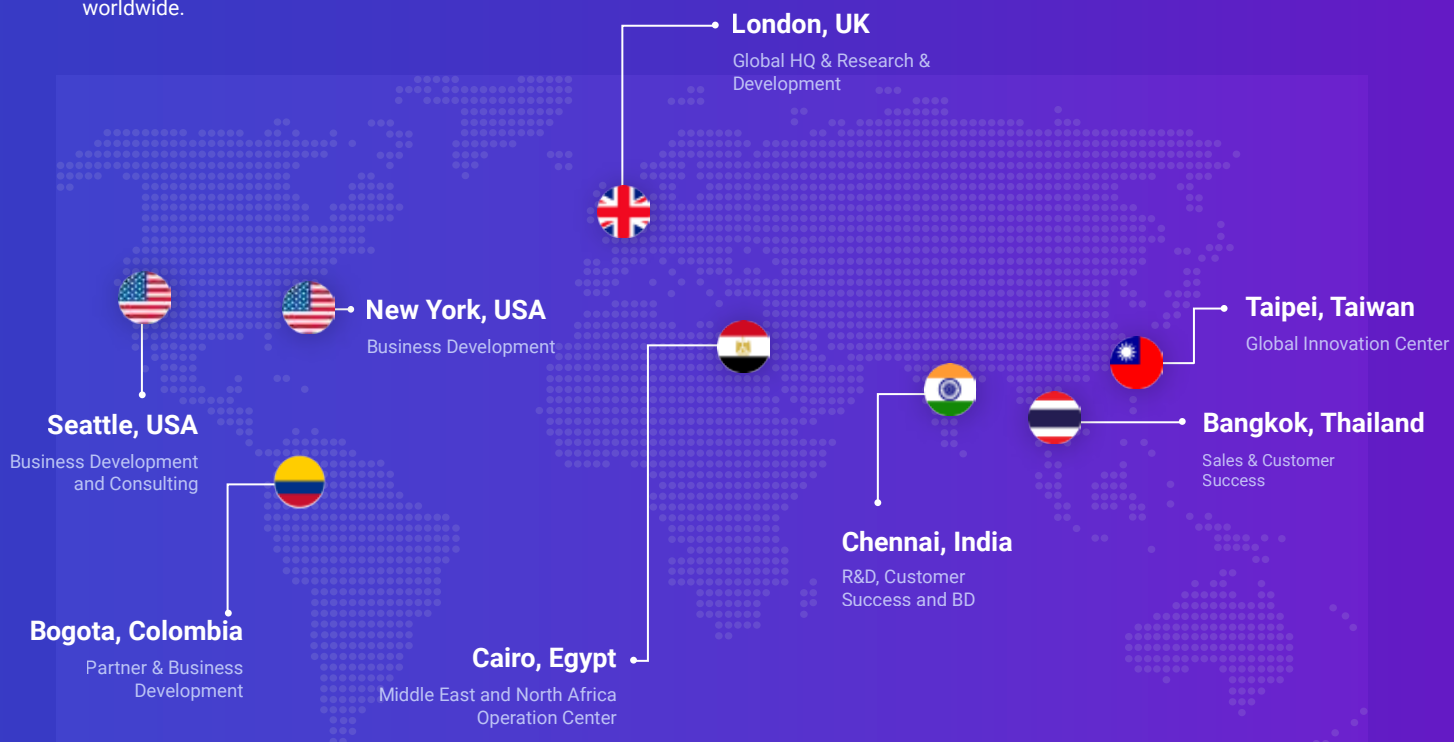 worldwide.
London, UK
Global HQ & Research &
Development
New York, USA
Business Development
Taipei, Taiwan
Global Innovation Center
Seattle, USA
Business Development
and Consulting
Bangkok, Thailand
Sales & Customer
Success
Chennai, India
R&D, Customer
Success and BD
Bogota, Colombia
Partner & Business
Development
Cairo, Egypt
Middle East and North Africa
Operation Center